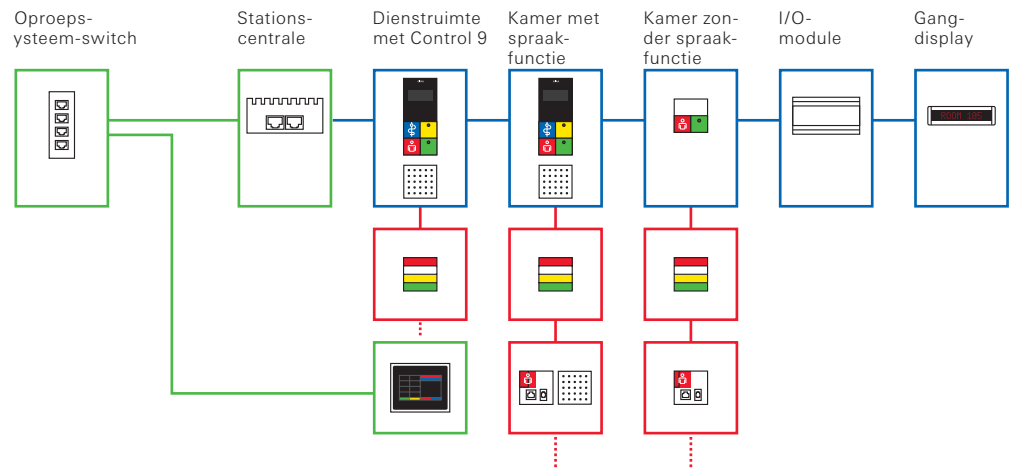 Oproeps-
ysteem-switch
Stations-
centrale
Dienstruimte
met Control 9
Kamer met
spraak-
functie
Kamer zon-
der spraak-
functie
I/O-
module
Gang-
display
ROOM 105